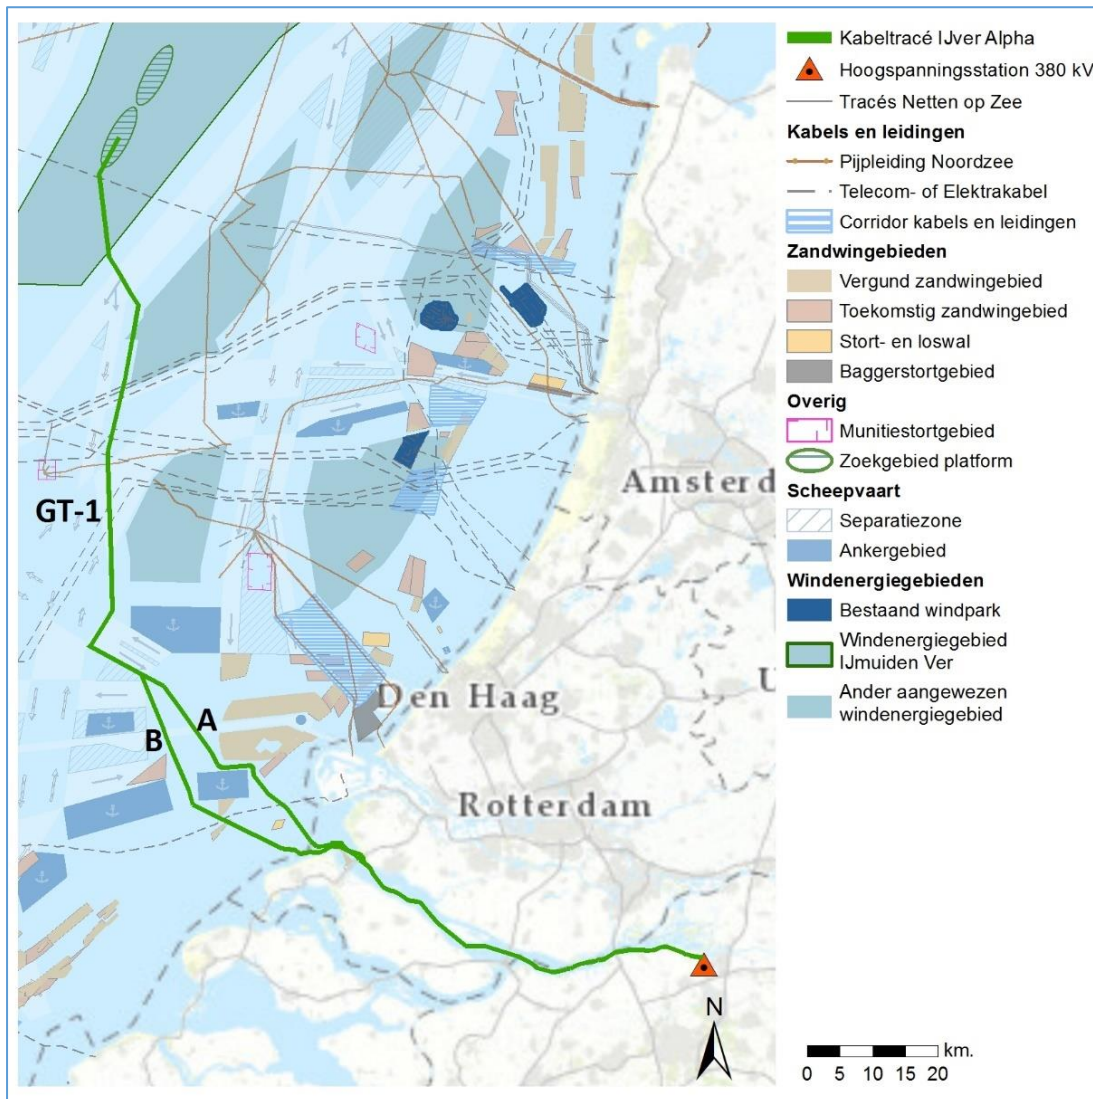 GT-1
A
B
Amsterd
Den Haag
U
Rotterdam
N
Kabeltracé IJver Alpha
Hoogspanningsstation 380 kV
Tracés Netten op Zee
Kabels en leidingen
Pijpleiding Noordzee
Telecom- of Elektrakabel
Corridor kabels en leidingen
Zandwingebieden
Vergund zandwingebied
Toekomstig zandwingebied
Stort- en loswal
Baggerstortgebied
Overig
Munitiestortgebied
Zoekgebied platform
Scheepvaart
Separatiezone
Ankergebied
Windenergiegebieden
Bestaand windpark
Windenergiegebied
IJmuiden Ver
Ander aangewezen
windenergiegebied
km.
0 5 10 20